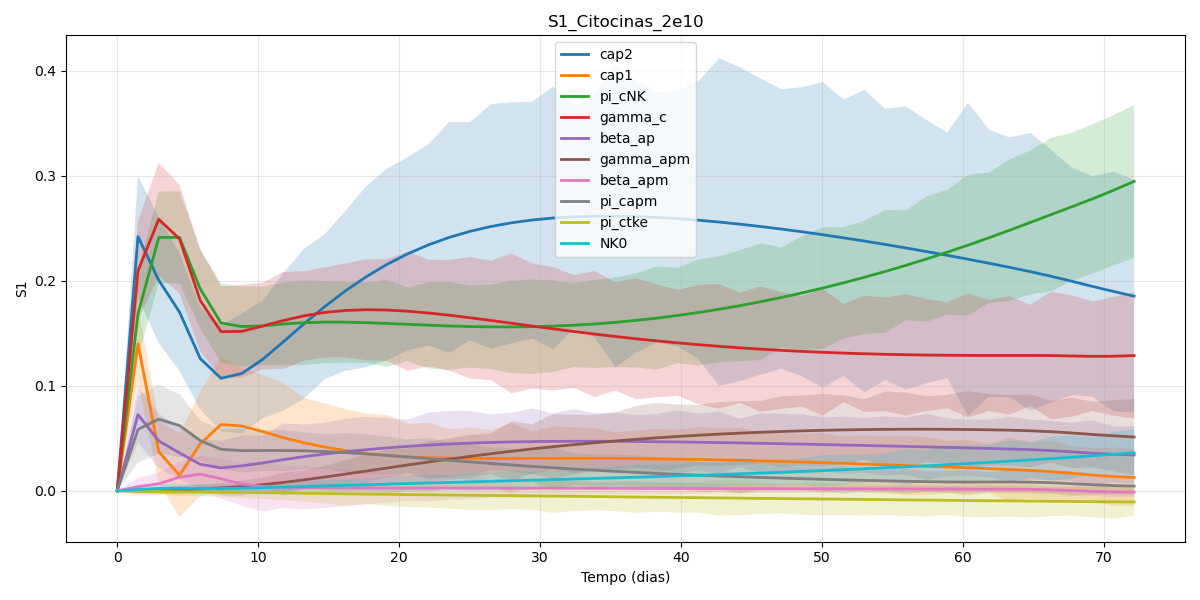 S1_Citocinas_2e10
cap2
cap1
pi_cNK
gamma_c
beta_ap
gamma_apm
beta_apm
pi_capm
pi_ctke
NK0
S1
0.4
0.3
0.2
0.1
0.0
0 10 20 30 40 50 60 70
Tempo (dias)